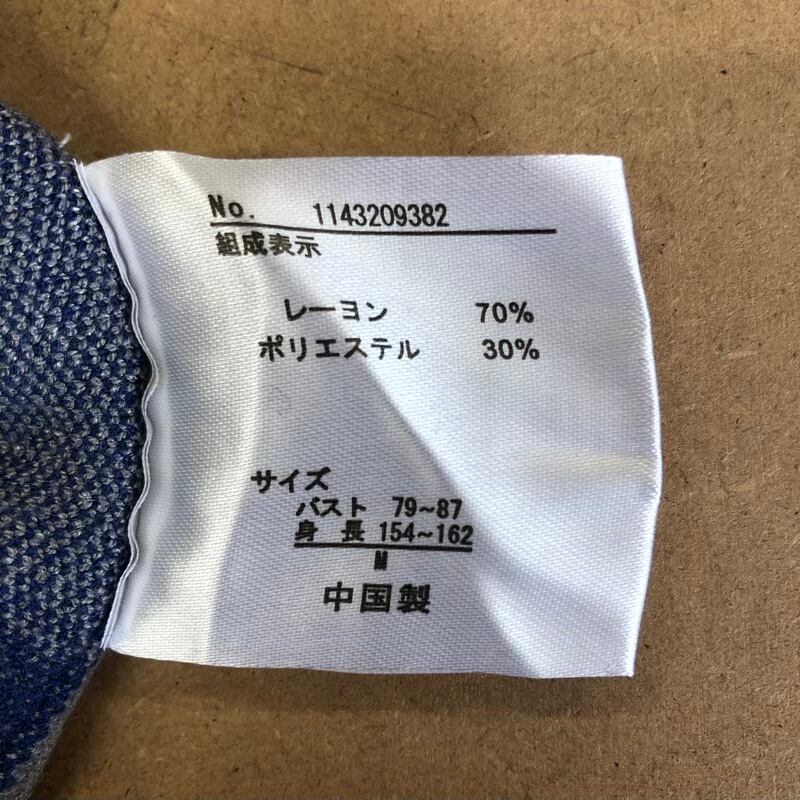 No. 1143209382
組成表示
レーヨン 70%
ポリエステル 30%
サイズ
バスト 79~87
身長 154~162
M
中国製